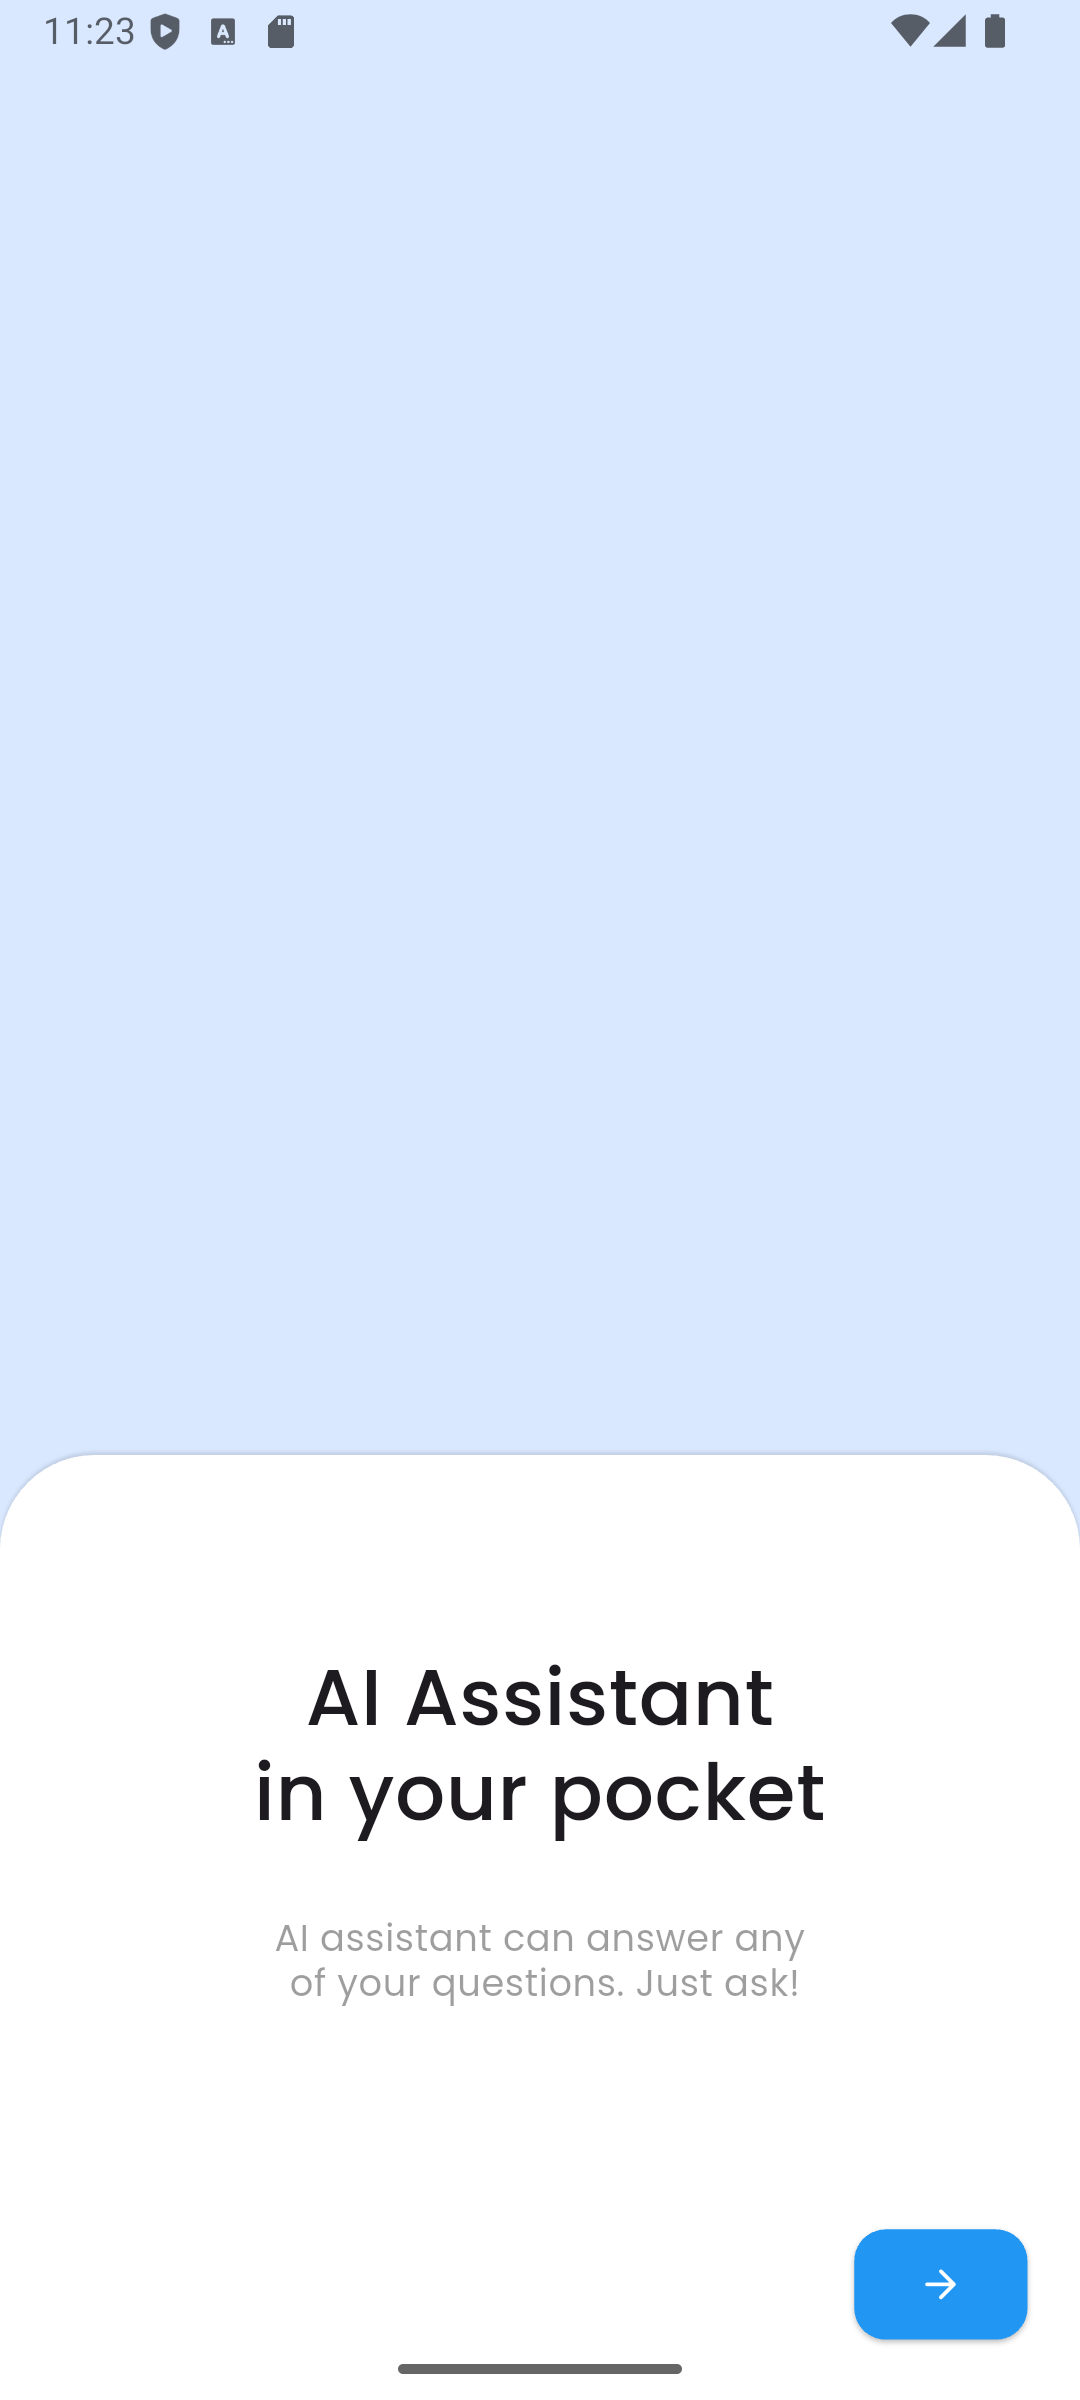 11:23
AI Assistant
in your pocket
AI assistant can answer any
of your questions. Just ask!